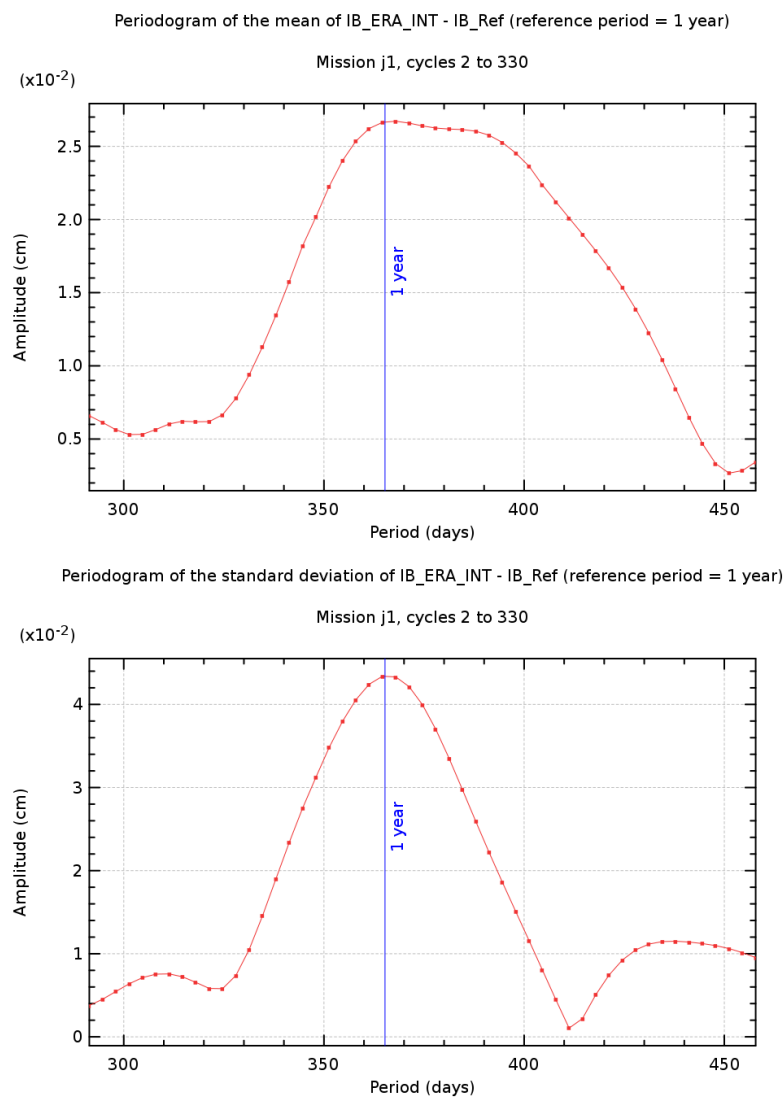 Periodogram of the mean of IB_ERA_INT - IB_Ref (reference period = 1 year)
Mission j1, cycles 2 to 330
(x10-2)
2.5
2.0
1.5
1.0
0.5
Amplitude (cm)
1 year
300
350
400
450
Period (days)
Periodogram of the standard deviation of IB_ERA_INT - IB_Ref (reference period = 1 year)
Mission j1, cycles 2 to 330
(x10-2)
4
3
2
1
0
Amplitude (cm)
1 year
300
350
400
450
Period (days)